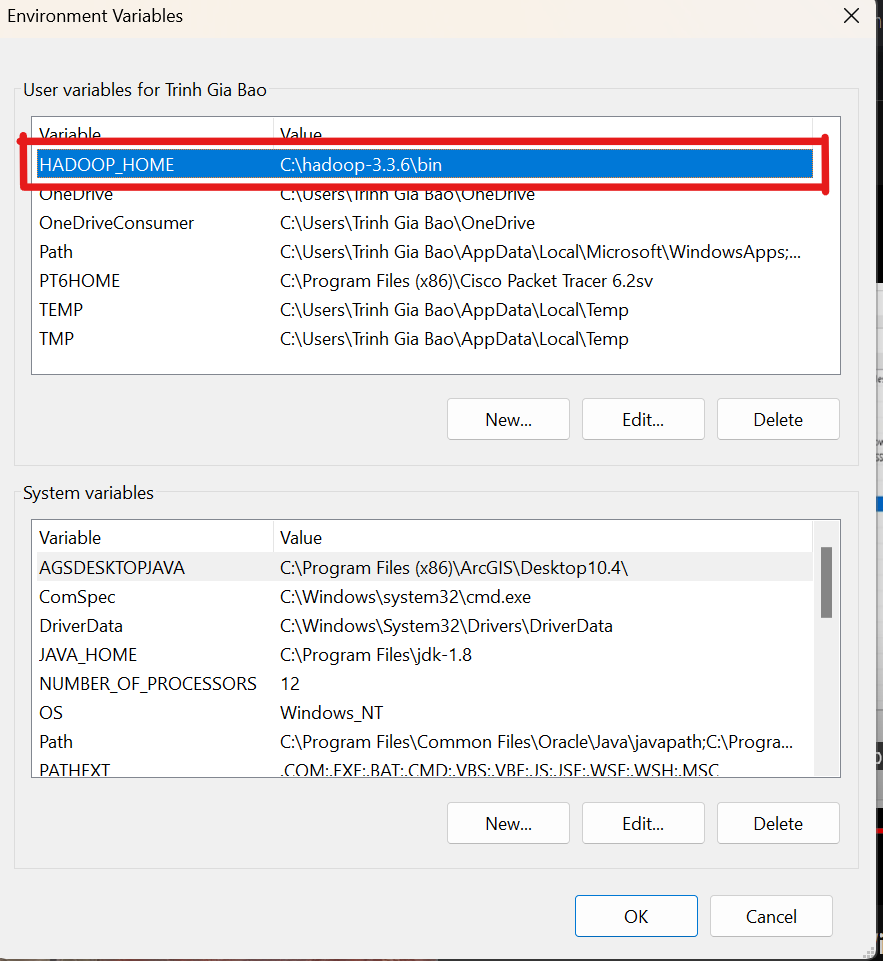 Environment Variables
User variables for Trinh Gia Bao
Variable Value
HADOOP_HOME C:\hadoop-3.3.6\bin
OneDrive C:\Users\Trinh Gia Bao\OneDrive
OneDriveConsumer C:\Users\Trinh Gia Bao\OneDrive
Path C:\Users\Trinh Gia Bao\AppData\Local\Microsoft\WindowsApps;...
PT6HOME C:\Program Files (x86)\Cisco Packet Tracer 6.2sv
TEMP C:\Users\Trinh Gia Bao\AppData\Local\Temp
TMP C:\Users\Trinh Gia Bao\AppData\Local\Temp
New... Edit... Delete
System variables
Variable Value
AGSDESKTOPJAVA C:\Program Files (x86)\ArcGIS\Desktop10.4\
ComSpec C:\Windows\system32\cmd.exe
DriverData C:\Windows\System32\Drivers\DriverData
JAVA_HOME C:\Program Files\jdk-1.8
NUMBER_OF_PROCESSORS 12
OS Windows_NT
Path C:\Program Files\Common Files\Oracle\Java\javapath;C:\Progra...
PATHEXT .COM;.EXE;.BAT;.CMD;.VBS;.VBE;.JS;.JSE;.WSF;.WSH;.MSC
New... Edit... Delete
OK Cancel